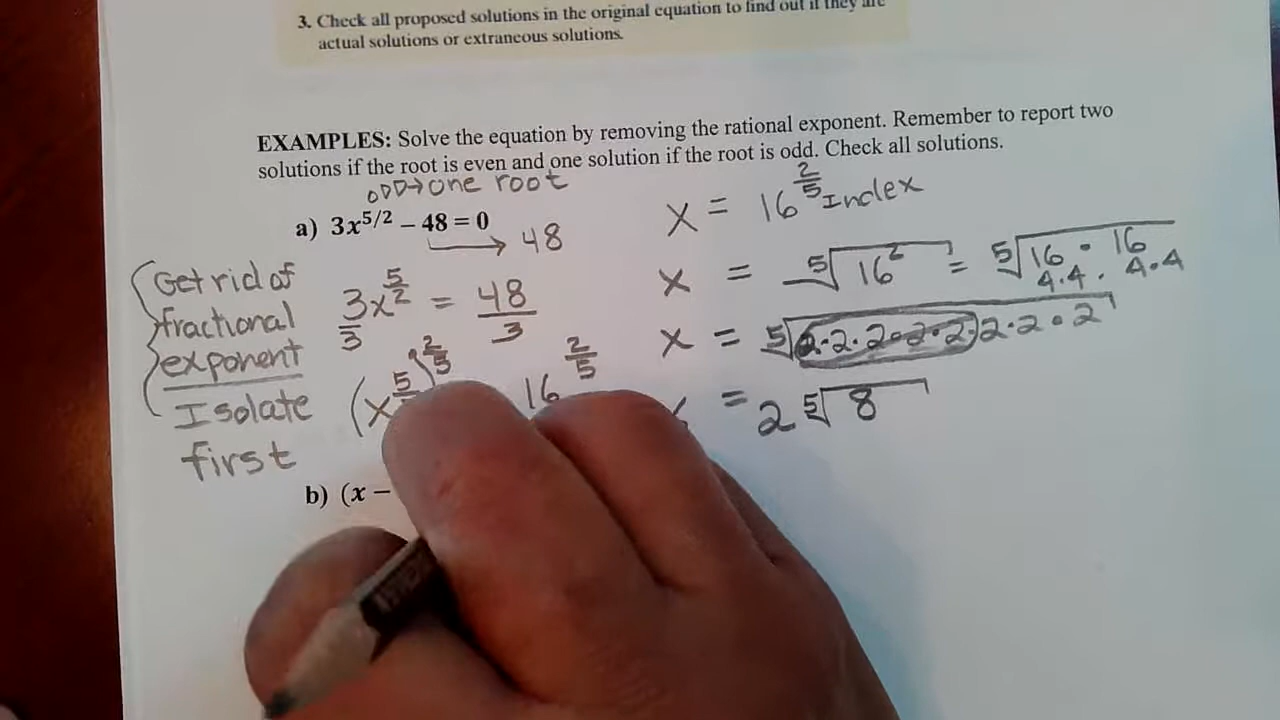 3. Check all proposed solutions in the original equation to find out if they are
actual solutions or extraneous solutions.
EXAMPLES: Solve the equation by removing the rational exponent. Remember to report two
solutions if the root is even and one solution if the root is odd. Check all solutions.
ODD→one root
a) 3x^{5/2} – 48 = 0
→ 48
Get rid of
fractional
exponent
Isolate
first
3x^{5/2} = 48
3 3
(x^{5 })^{2/5} 16^{2/5}
x = 16^{2/5} Index
x = ⁵√16² = ⁵√16 · 16
4.4 . 4.4
x = ⁵√2·2·2·2·2·2·2·2
= 2 ⁵√8
b) (x –